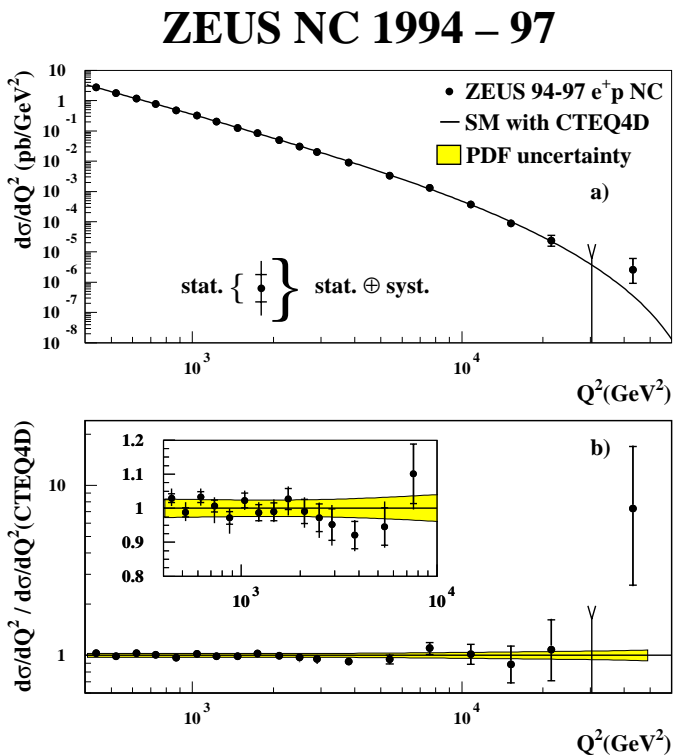 ZEUS NC 1994 – 97
dσ/dQ² (pb/GeV²)
10
1
10⁻¹
10⁻²
10⁻³
10⁻⁴
10⁻⁵
10⁻⁶
10⁻⁷
10⁻⁸
ZEUS 94-97 e⁺p NC
SM with CTEQ4D
PDF uncertainty
a)
stat. { } stat. ⊕ syst.
10³ 10⁴
Q²(GeV²)
dσ/dQ² / dσ/dQ²(CTEQ4D)
10
1
b)
1.2
1.1
1
0.9
0.8
10³ 10⁴
10³ 10⁴
Q²(GeV²)